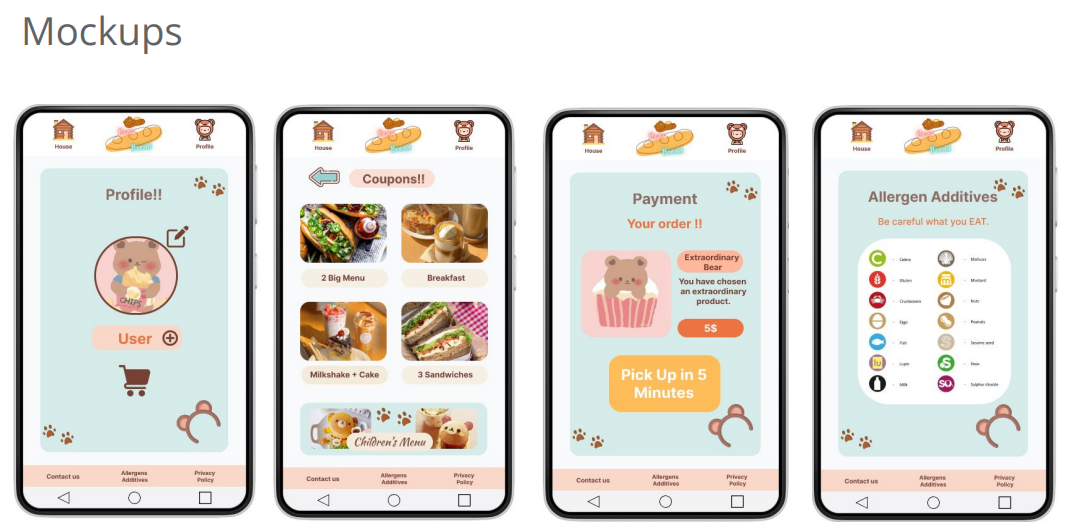 Mockups
House
Profile
Profile!!
CHIPS
User
Contact us
Allergens
Additives
Privacy
Policy
House
Profile
Coupons!!
2 Big Menu
Breakfast
Milkshake + Cake
3 Sandwiches
Children's Menu
Contact us
Allergens
Additives
Privacy
Policy
House
Profile
Payment
Your order !!
Extraordinary
Bear
You have chosen
an extraordinary
product.
5$
Pick Up in 5
Minutes
Contact us
Allergens
Additives
Privacy
Policy
House
Profile
Allergen Additives
Be careful what you EAT.
Celery
Molluscs
Gluten
Mustard
Crustaceans
Nuts
Eggs
Peanuts
Fish
Sesame seed
Lupin
Soya
Milk
Sulphur dioxide
Contact us
Allergens
Additives
Privacy
Policy